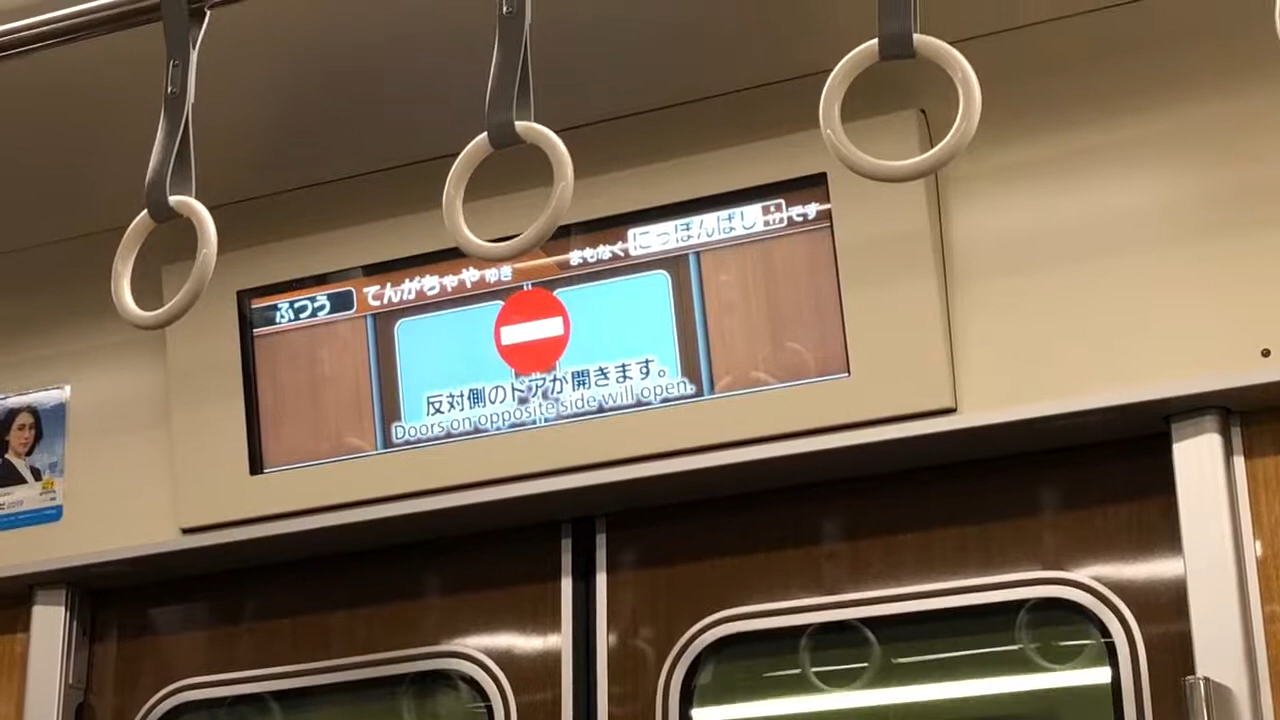 ふつう てんがちゃや ゆき まもなく にっぽんばし K 17 です
反対側のドアが開きます。
Doors on opposite side will open.